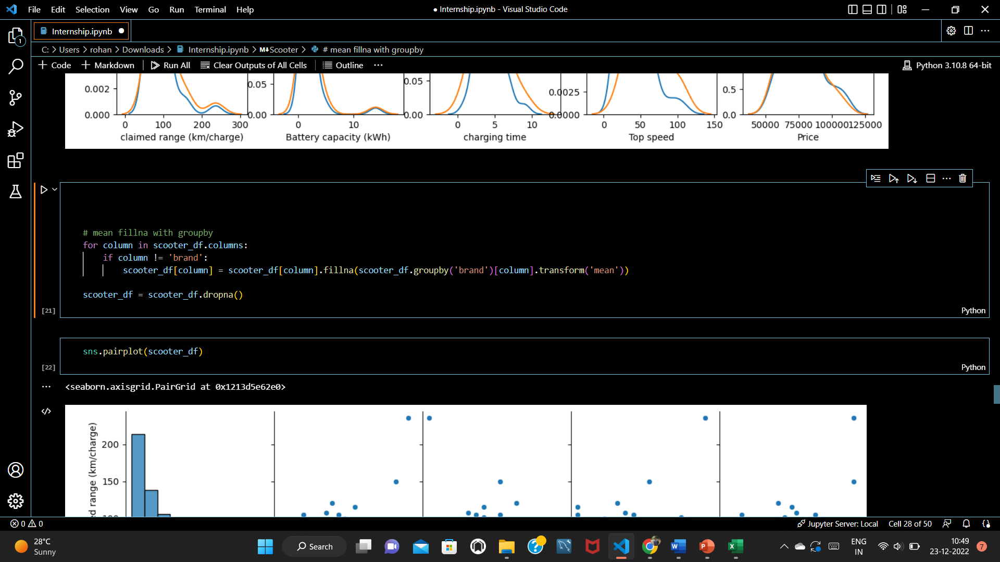 File Edit Selection View Go Run Terminal Help
● Internship.ipynb - Visual Studio Code
Internship.ipynb
1
C: > Users > rohan > Downloads > Internship.ipynb > M↓Scooter > # mean fillna with groupby
+ Code + Markdown Run All Clear Outputs of All Cells Outline ...
Python 3.10.8 64-bit
0.002 0.05 0.05 0.0025 0.5
0.000 0.00 0.00 0.0000 0.0
0 100 200 300 0 10 0 5 10 0 50 100 150 50000 75000 100000125000
claimed range (km/charge) Battery capacity (kWh) charging time Top speed Price
# mean fillna with groupby
for column in scooter_df.columns:
if column != 'brand':
scooter_df[column] = scooter_df[column].fillna(scooter_df.groupby('brand')[column].transform('mean'))
scooter_df = scooter_df.dropna()
[21]
Python
sns.pairplot(scooter_df)
[22]
Python
... <seaborn.axisgrid.PairGrid at 0x1213d5e62e0>
200
150
ed range (km/charge)
0 0
Jupyter Server: Local Cell 28 of 50
28°C
Sunny
Search
ENG
IN
10:49
23-12-2022
7